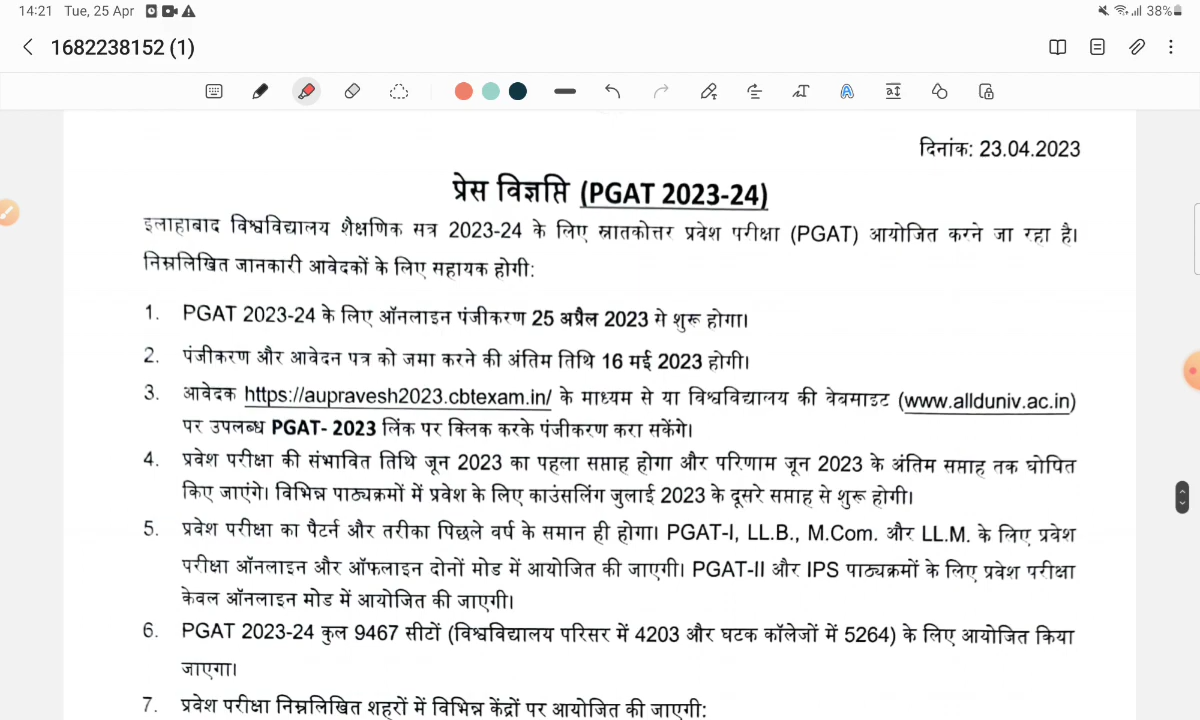 14:21 Tue, 25 Apr
38%
1682238152 (1)
दिनांक: 23.04.2023
प्रेस विज्ञप्ति (PGAT 2023-24)
इलाहाबाद विश्वविद्यालय शैक्षणिक सत्र 2023-24 के लिए स्नातकोत्तर प्रवेश परीक्षा (PGAT) आयोजित करने जा रहा है।
निम्नलिखित जानकारी आवेदकों के लिए सहायक होगी:
1. PGAT 2023-24 के लिए ऑनलाइन पंजीकरण 25 अप्रैल 2023 से शुरू होगा।
2. पंजीकरण और आवेदन पत्र को जमा करने की अंतिम तिथि 16 मई 2023 होगी।
3. आवेदक https://aupravesh2023.cbtexam.in/ के माध्यम से या विश्वविद्यालय की वेबसाइट (www.allduniv.ac.in)
पर उपलब्ध PGAT- 2023 लिंक पर क्लिक करके पंजीकरण करा सकेंगे।
4. प्रवेश परीक्षा की संभावित तिथि जून 2023 का पहला सप्ताह होगा और परिणाम जून 2023 के अंतिम सप्ताह तक घोषित
किए जाएंगे। विभिन्न पाठ्यक्रमों में प्रवेश के लिए काउंसलिंग जुलाई 2023 के दूसरे सप्ताह से शुरू होगी।
5. प्रवेश परीक्षा का पैटर्न और तरीका पिछले वर्ष के समान ही होगा। PGAT-I, LL.B., M.Com. और LL.M. के लिए प्रवेश
परीक्षा ऑनलाइन और ऑफलाइन दोनों मोड में आयोजित की जाएगी। PGAT-II और IPS पाठ्यक्रमों के लिए प्रवेश परीक्षा
केवल ऑनलाइन मोड में आयोजित की जाएगी।
6. PGAT 2023-24 कुल 9467 सीटों (विश्वविद्यालय परिसर में 4203 और घटक कॉलेजों में 5264) के लिए आयोजित किया
जाएगा।
7. प्रवेश परीक्षा निम्नलिखित शहरों में विभिन्न केंद्रों पर आयोजित की जाएगी: